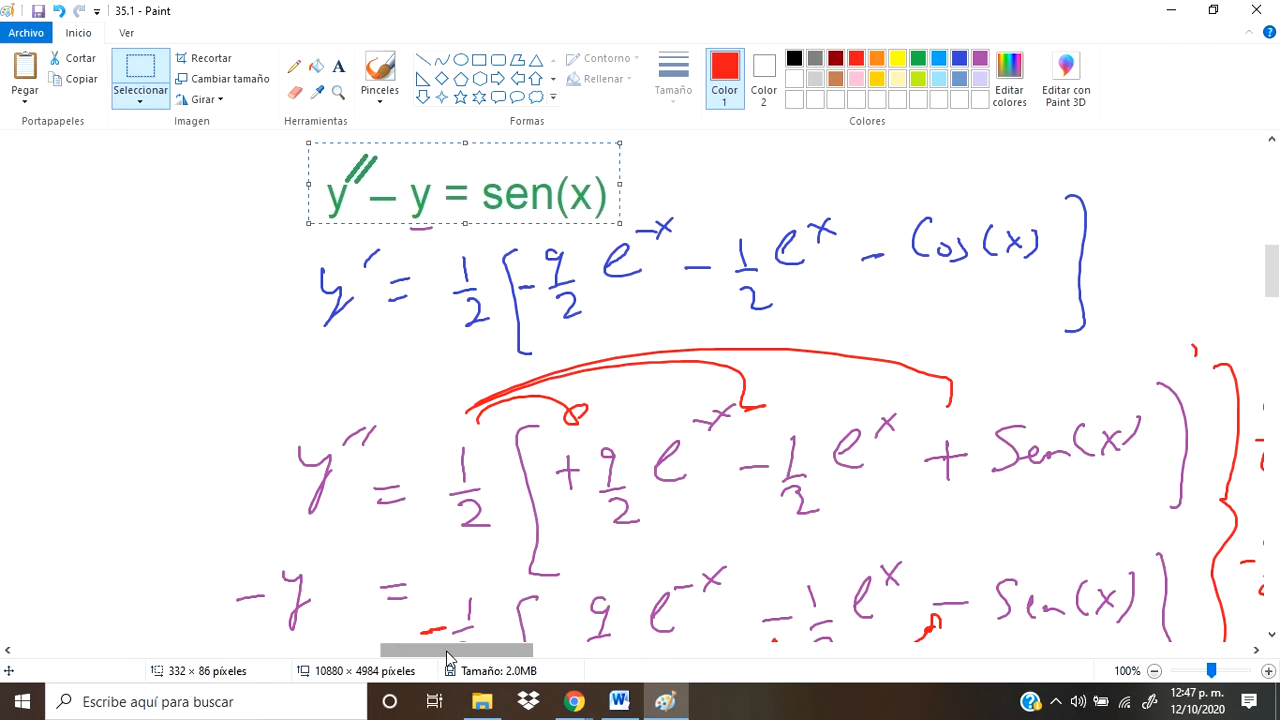 35.1 - Paint
Archivo Inicio Ver
Pegar
Cortar
Copiar
Portapapeles
Seleccionar
Recortar
Cambiar tamaño
Girar
Imagen
A
Herramientas
Pinceles
Contorno
Rellenar
Formas
Tamaño
Color 1
Color 2
Editar colores
Colores
Editar con Paint 3D
y'' – y = sen(x)
y' = 1/2 [ - 9/2 e^-x - 1/2 e^x - Cos(x) ]
y'' = 1/2 [ + 9/2 e^-x - 1/2 e^x + Sen(x) ]
-y = - 1/2 [ 9 e^-x - 1/2 e^x - Sen(x) ]
332 × 86 píxeles 10880 × 4984 píxeles Tamaño: 2.0MB 100%
Escribe aquí para buscar
12:47 p. m.
12/10/2020